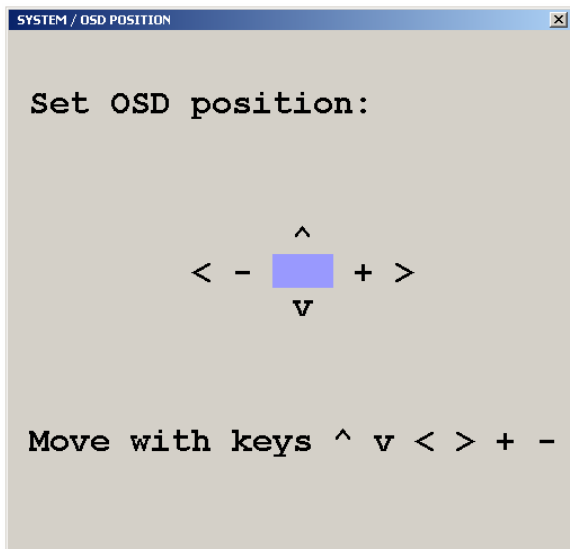 SYSTEM / OSD POSITION
Set OSD position:
^
< - + >
v
Move with keys ^ v < > + -